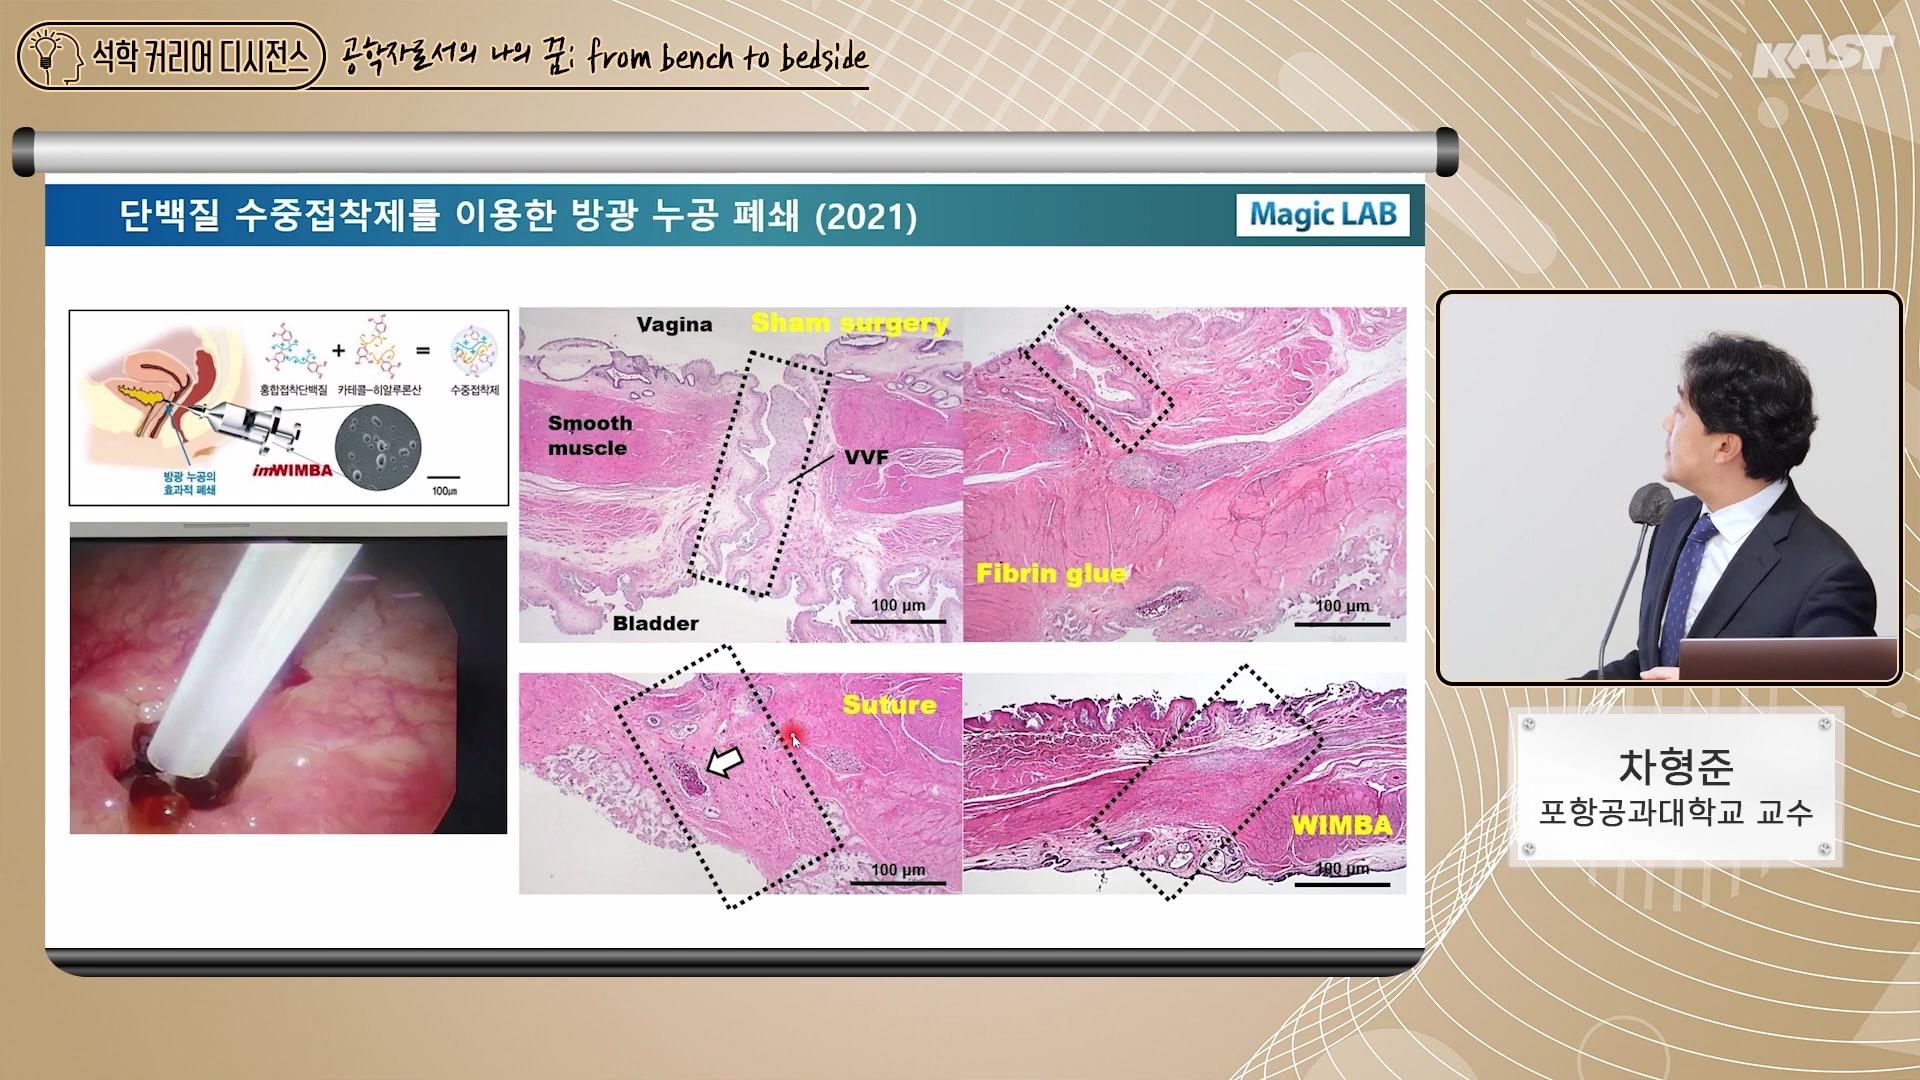 석학 커리어 디시전스
공학자로서의 나의 꿈; from bench to bedside
KAST
단백질 수중접착제를 이용한 방광 누공 폐쇄 (2021)
Magic LAB
+
=
홍합접착단백질
카테콜–히알루론산
수중접착제
방광 누공의
효과적 폐쇄
imWIMBA
100μm
Vagina
Sham surgery
Smooth
muscle
VVF
Bladder
100 μm
Fibrin glue
100 μm
Suture
100 μm
WIMBA
100 μm
차형준
포항공과대학교 교수